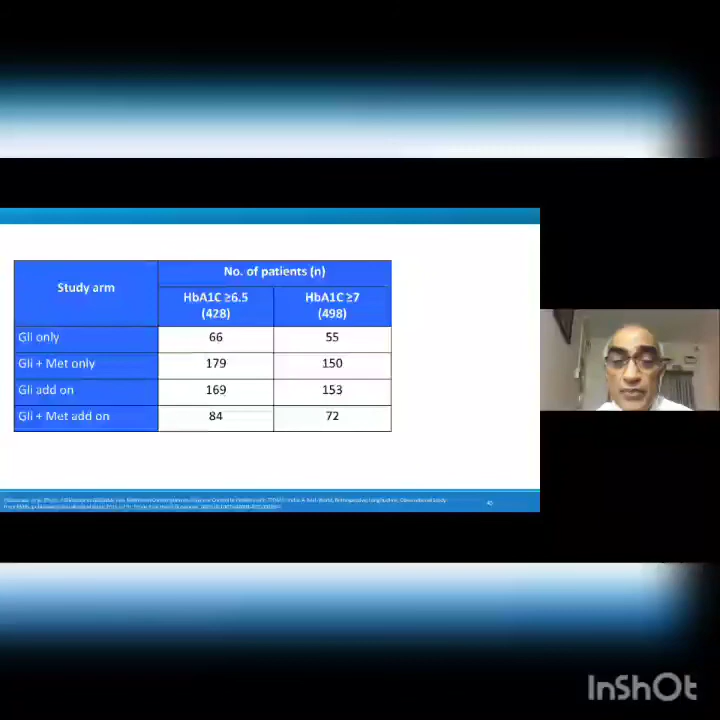 Study arm
No. of patients (n)
HbA1C ≥6.5
(428)
HbA1C ≥7
(498)
Gli only
66
55
Gli + Met only
179
150
Gli add on
169
153
Gli + Met add on
84
72
InShOt